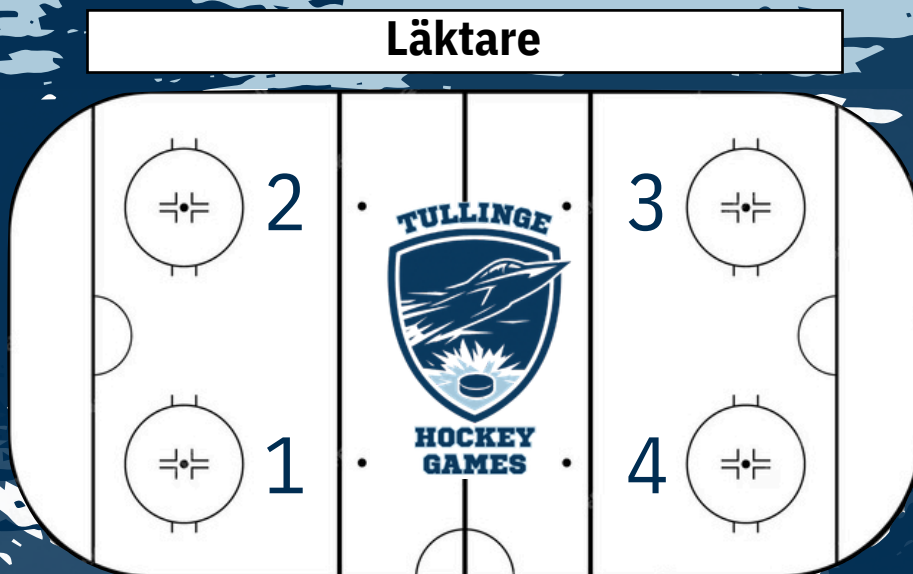 Läktare
2
3
TULLINGE
1
4
HOCKEY
GAMES